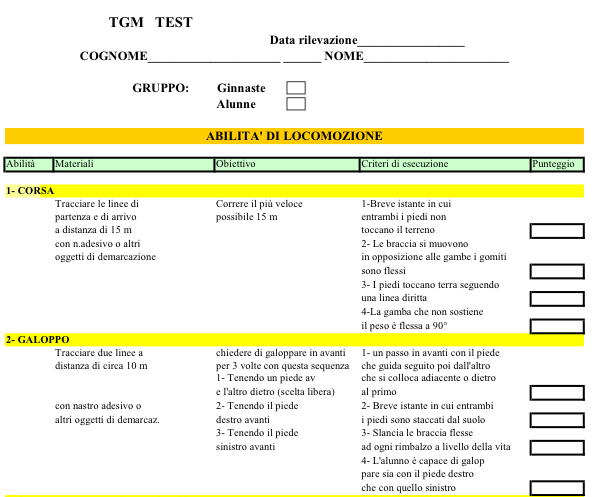 TGM TEST
Data rilevazione_________________
COGNOME_____________________ ______ NOME_______________________
GRUPPO: Ginnaste
Alunne
ABILITA' DI LOCOMOZIONE
Abilità Materiali Obiettivo Criteri di esecuzione Punteggio
1- CORSA
Tracciare le linee di Correre il più veloce 1-Breve istante in cui
partenza e di arrivo possibile 15 m entrambi i piedi non
a distanza di 15 m toccano il terreno
con n.adesivo o altri 2- Le braccia si muovono
oggetti di demarcazione in opposizione alle gambe i gomiti
sono flessi
3- I piedi toccano terra seguendo
una linea diritta
4-La gamba che non sostiene
il peso è flessa a 90°
2- GALOPPO
Tracciare due linee a chiedere di galoppare in avanti 1- un passo in avanti con il piede
distanza di circa 10 m per 3 volte con questa sequenza che guida seguito poi dall'altro
1- Tenendo un piede av che si colloca adiacente o dietro
e l'altro dietro (scelta libera) al primo
con nastro adesivo o 2- Tenendo il piede 2- Breve istante in cui entrambi
altri oggetti di demarcaz. destro avanti i piedi sono staccati dal suolo
3- Tenendo il piede 3- Slancia le braccia flesse
sinistro avanti ad ogni rimbalzo a livello della vita
4- L'alunno è capace di galop
pare sia con il piede destro
che con quello sinistro